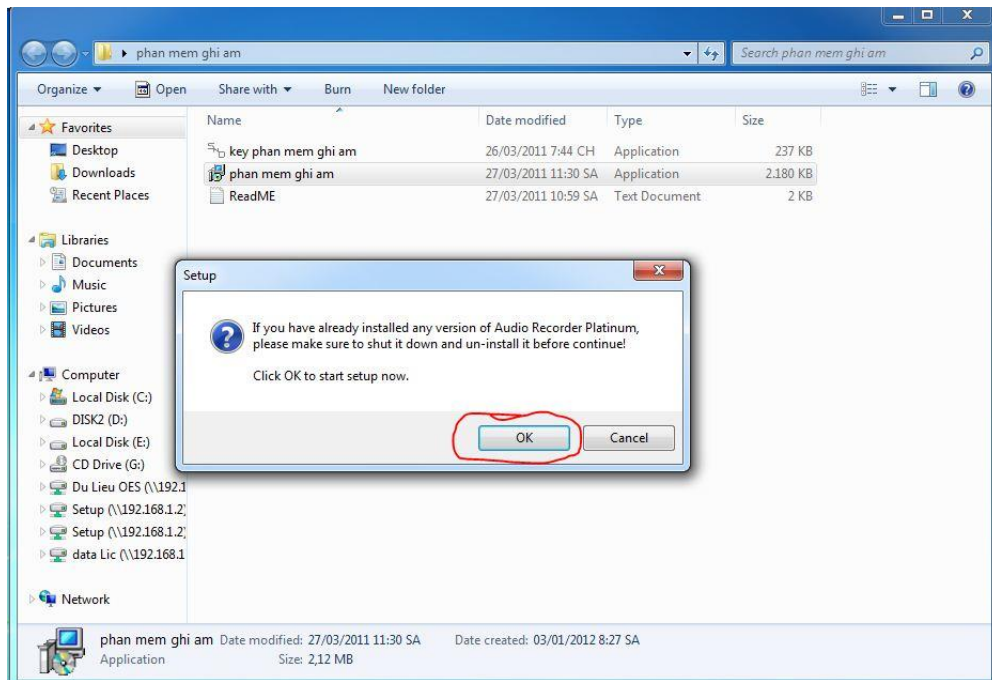 phan mem ghi am
Search phan mem ghi am
Organize Open Share with Burn New folder
Name Date modified Type Size
Favorites
Desktop
Downloads
Recent Places
key phan mem ghi am 26/03/2011 7:44 CH Application 237 KB
phan mem ghi am 27/03/2011 11:30 SA Application 2.180 KB
ReadME 27/03/2011 10:59 SA Text Document 2 KB
Libraries
Documents
Music
Pictures
Videos
Computer
Local Disk (C:)
DISK2 (D:)
Local Disk (E:)
CD Drive (G:)
Du Lieu OES (\\192.1
Setup (\\192.168.1.2)
Setup (\\192.168.1.2)
data Lic (\\192.168.1
Network
Setup
If you have already installed any version of Audio Recorder Platinum,
please make sure to shut it down and un-install it before continue!
Click OK to start setup now.
OK Cancel
phan mem ghi am Date modified: 27/03/2011 11:30 SA Date created: 03/01/2012 8:27 SA
Application Size: 2,12 MB